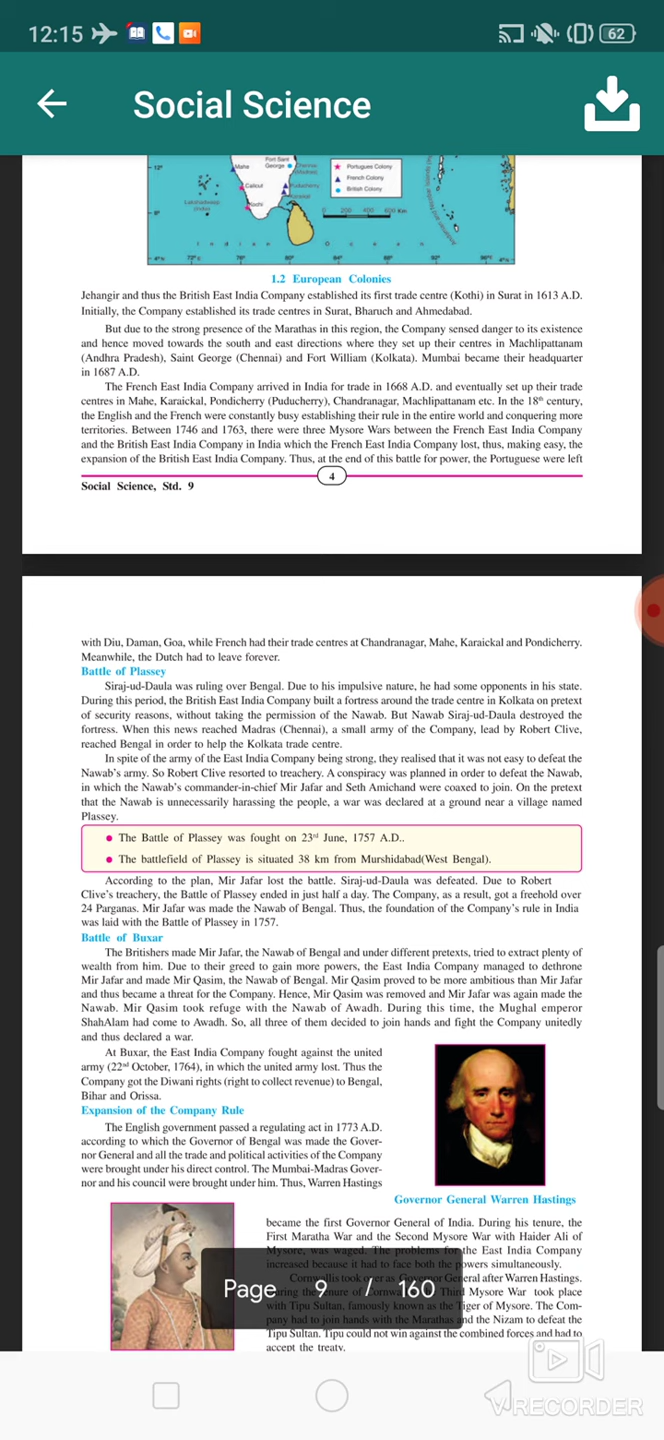 12:15
62
Social Science
Fort Saint
George
Chennai
Mahe
Calicut
Puducherry
Kochi
Lakshadweep
(India)
Portugues Colony
French Colony
British Colony
0 200 400 600 Km
I n d i a n O c e a n
1.2 European Colonies
Jehangir and thus the British East India Company established its first trade centre (Kothi) in Surat in 1613 A.D.
Initially, the Company established its trade centres in Surat, Bharuch and Ahmedabad.
But due to the strong presence of the Marathas in this region, the Company sensed danger to its existence
and hence moved towards the south and east directions where they set up their centres in Machlipattanam
(Andhra Pradesh), Saint George (Chennai) and Fort William (Kolkata). Mumbai became their headquarter
in 1687 A.D.
The French East India Company arrived in India for trade in 1668 A.D. and eventually set up their trade
centres in Mahe, Karaickal, Pondicherry (Puducherry), Chandranagar, Machlipattanam etc. In the 18th century,
the English and the French were constantly busy establishing their rule in the entire world and conquering more
territories. Between 1746 and 1763, there were three Mysore Wars between the French East India Company
and the British East India Company in India which the French East India Company lost, thus, making easy, the
expansion of the British East India Company. Thus, at the end of this battle for power, the Portuguese were left
4
Social Science, Std. 9
with Diu, Daman, Goa, while French had their trade centres at Chandranagar, Mahe, Karaickal and Pondicherry.
Meanwhile, the Dutch had to leave forever.
Battle of Plassey
Siraj-ud-Daula was ruling over Bengal. Due to his impulsive nature, he had some opponents in his state.
During this period, the British East India Company built a fortress around the trade centre in Kolkata on pretext
of security reasons, without taking the permission of the Nawab. But Nawab Siraj-ud-Daula destroyed the
fortress. When this news reached Madras (Chennai), a small army of the Company, lead by Robert Clive,
reached Bengal in order to help the Kolkata trade centre.
In spite of the army of the East India Company being strong, they realised that it was not easy to defeat the
Nawab's army. So Robert Clive resorted to treachery. A conspiracy was planned in order to defeat the Nawab,
in which the Nawab's commander-in-chief Mir Jafar and Seth Amichand were coaxed to join. On the pretext
that the Nawab is unnecessarily harassing the people, a war was declared at a ground near a village named
Plassey.
● The Battle of Plassey was fought on 23rd June, 1757 A.D..
● The battlefield of Plassey is situated 38 km from Murshidabad(West Bengal).
According to the plan, Mir Jafar lost the battle. Siraj-ud-Daula was defeated. Due to Robert
Clive's treachery, the Battle of Plassey ended in just half a day. The Company, as a result, got a freehold over
24 Parganas. Mir Jafar was made the Nawab of Bengal. Thus, the foundation of the Company's rule in India
was laid with the Battle of Plassey in 1757.
Battle of Buxar
The Britishers made Mir Jafar, the Nawab of Bengal and under different pretexts, tried to extract plenty of
wealth from him. Due to their greed to gain more powers, the East India Company managed to dethrone
Mir Jafar and made Mir Qasim, the Nawab of Bengal. Mir Qasim proved to be more ambitious than Mir Jafar
and thus became a threat for the Company. Hence, Mir Qasim was removed and Mir Jafar was again made the
Nawab. Mir Qasim took refuge with the Nawab of Awadh. During this time, the Mughal emperor
ShahAlam had come to Awadh. So, all three of them decided to join hands and fight the Company unitedly
and thus declared a war.
At Buxar, the East India Company fought against the united
army (22nd October, 1764), in which the united army lost. Thus the
Company got the Diwani rights (right to collect revenue) to Bengal,
Bihar and Orissa.
Expansion of the Company Rule
The English government passed a regulating act in 1773 A.D.
according to which the Governor of Bengal was made the Gover-
nor General and all the trade and political activities of the Company
were brought under his direct control. The Mumbai-Madras Gover-
nor and his council were brought under him. Thus, Warren Hastings
Governor General Warren Hastings
became the first Governor General of India. During his tenure, the
First Maratha War and the Second Mysore War with Haider Ali of
Mysore, was waged. The problems for the East India Company
increased because it had to face both the powers simultaneously.
Cornwallis took over as Governor General after Warren Hastings.
During the tenure of Cornwallis, Third Mysore War took place
with Tipu Sultan, famously known as the Tiger of Mysore. The Com-
pany had to join hands with the Marathas and the Nizam to defeat the
Tipu Sultan. Tipu could not win against the combined forces and had to
accept the treaty.
Page 9 / 160
VRECORDER